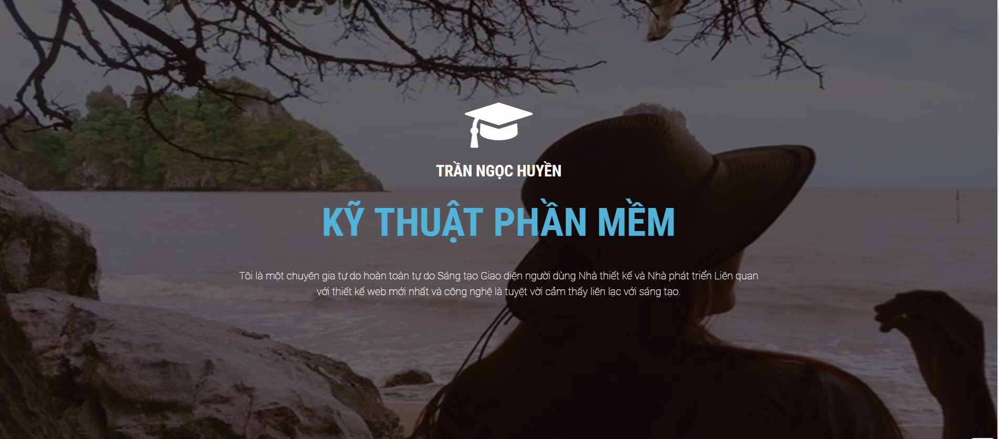 TRẦN NGỌC HUYỀN
KỸ THUẬT PHẦN MỀM
Tôi là một chuyên gia tự do hoàn toàn tự do Sáng tạo Giao diện người dùng Nhà thiết kế và Nhà phát triển Liên quan
với thiết kế web mới nhất và công nghệ là tuyệt vời cảm thấy liên lạc với sáng tạo.